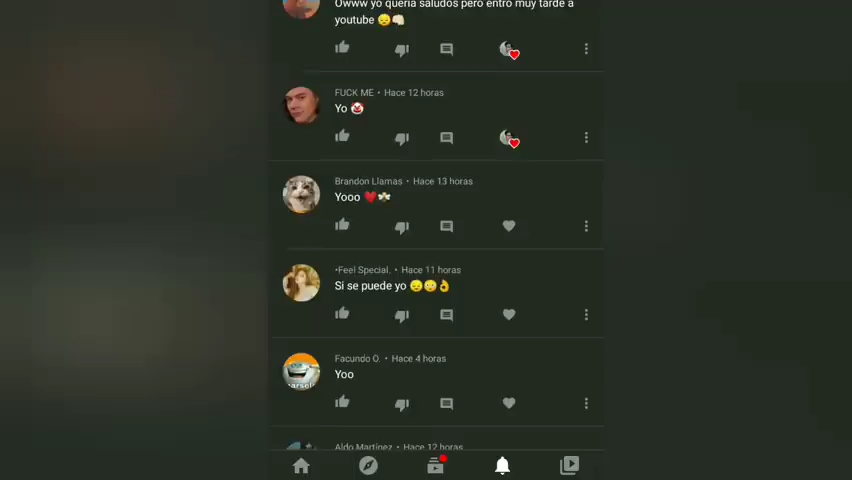 Owww yo quería saludos pero entro muy tarde a
youtube 😞👊🏻
FUCK ME • Hace 12 horas
Yo 🤡
Brandon Llamas • Hace 13 horas
Yooo ❤️
•Feel Special. • Hace 11 horas
Si se puede yo 😞😳👌
Facundo O. • Hace 4 horas
Yoo
Aldo Martínez • Hace 12 horas